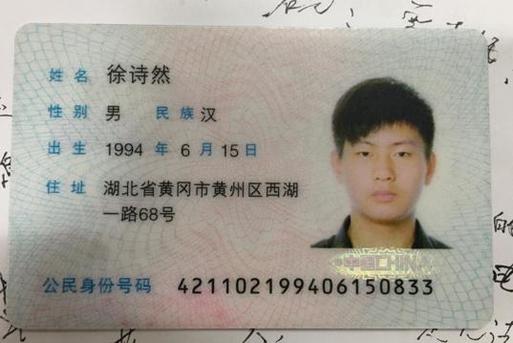 姓名 徐诗然
性别 男 民族 汉
出生 1994 年 6 月 15 日
住址 湖北省黄冈市黄州区西湖
一路68号
中国CHINA
公民身份号码 421102199406150833